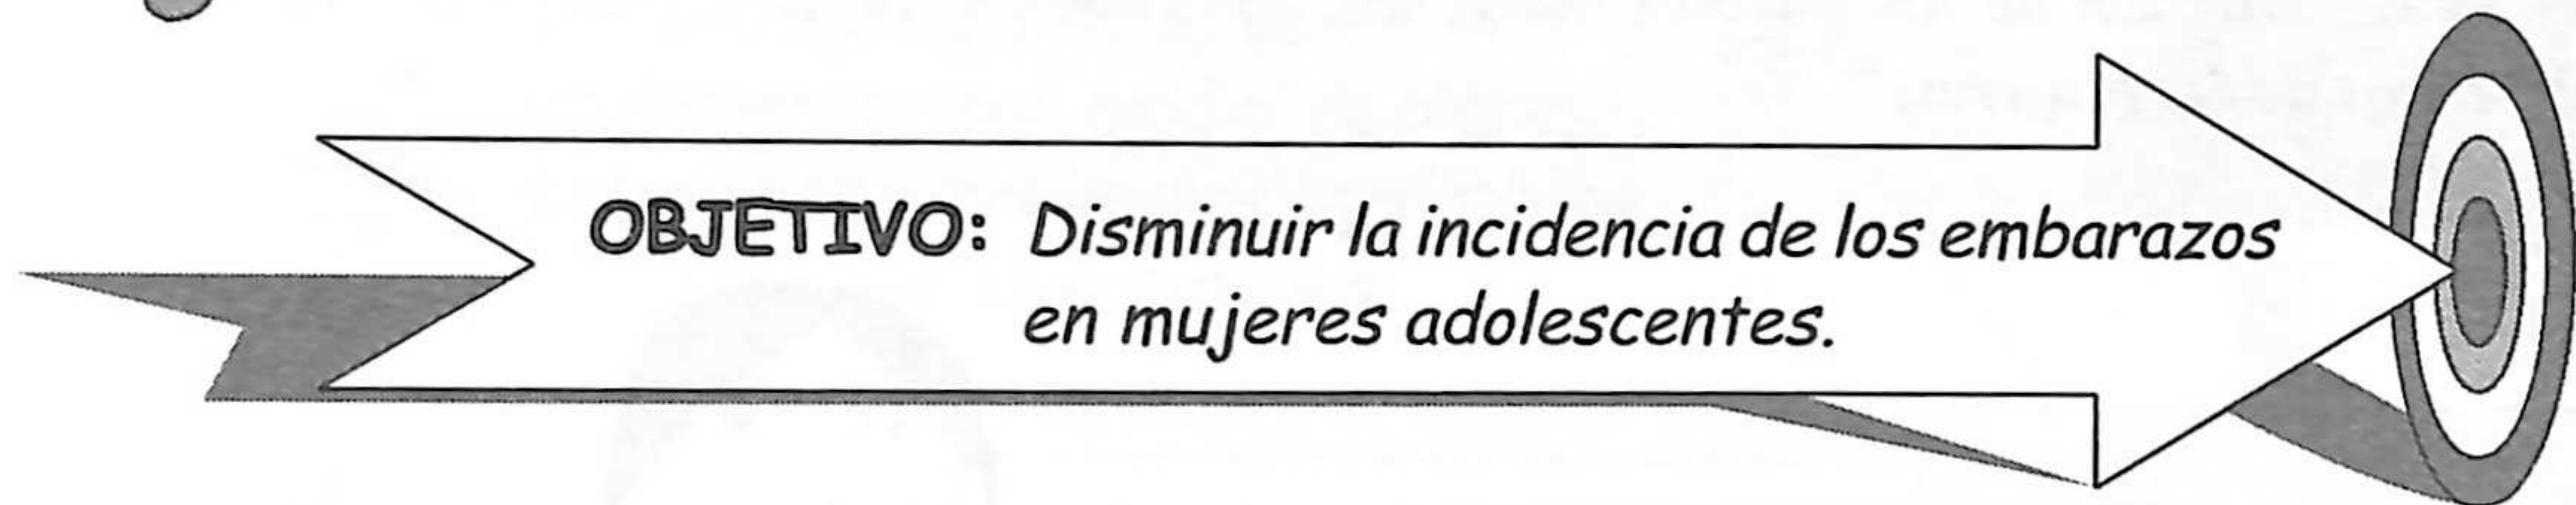 OBJETIVO: Disminuir la incidencia de los embarazos
en mujeres adolescentes.